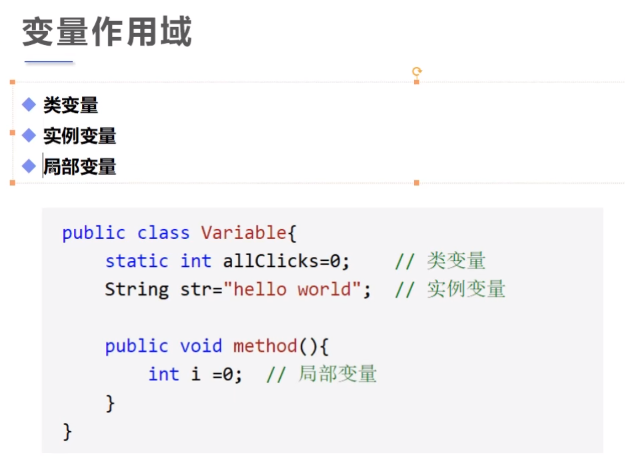 变量作用域
类变量
实例变量
局部变量
public class Variable{
    static int allClicks=0;    // 类变量
    String str="hello world";  // 实例变量
    public void method(){
        int i =0;  // 局部变量
    }
}